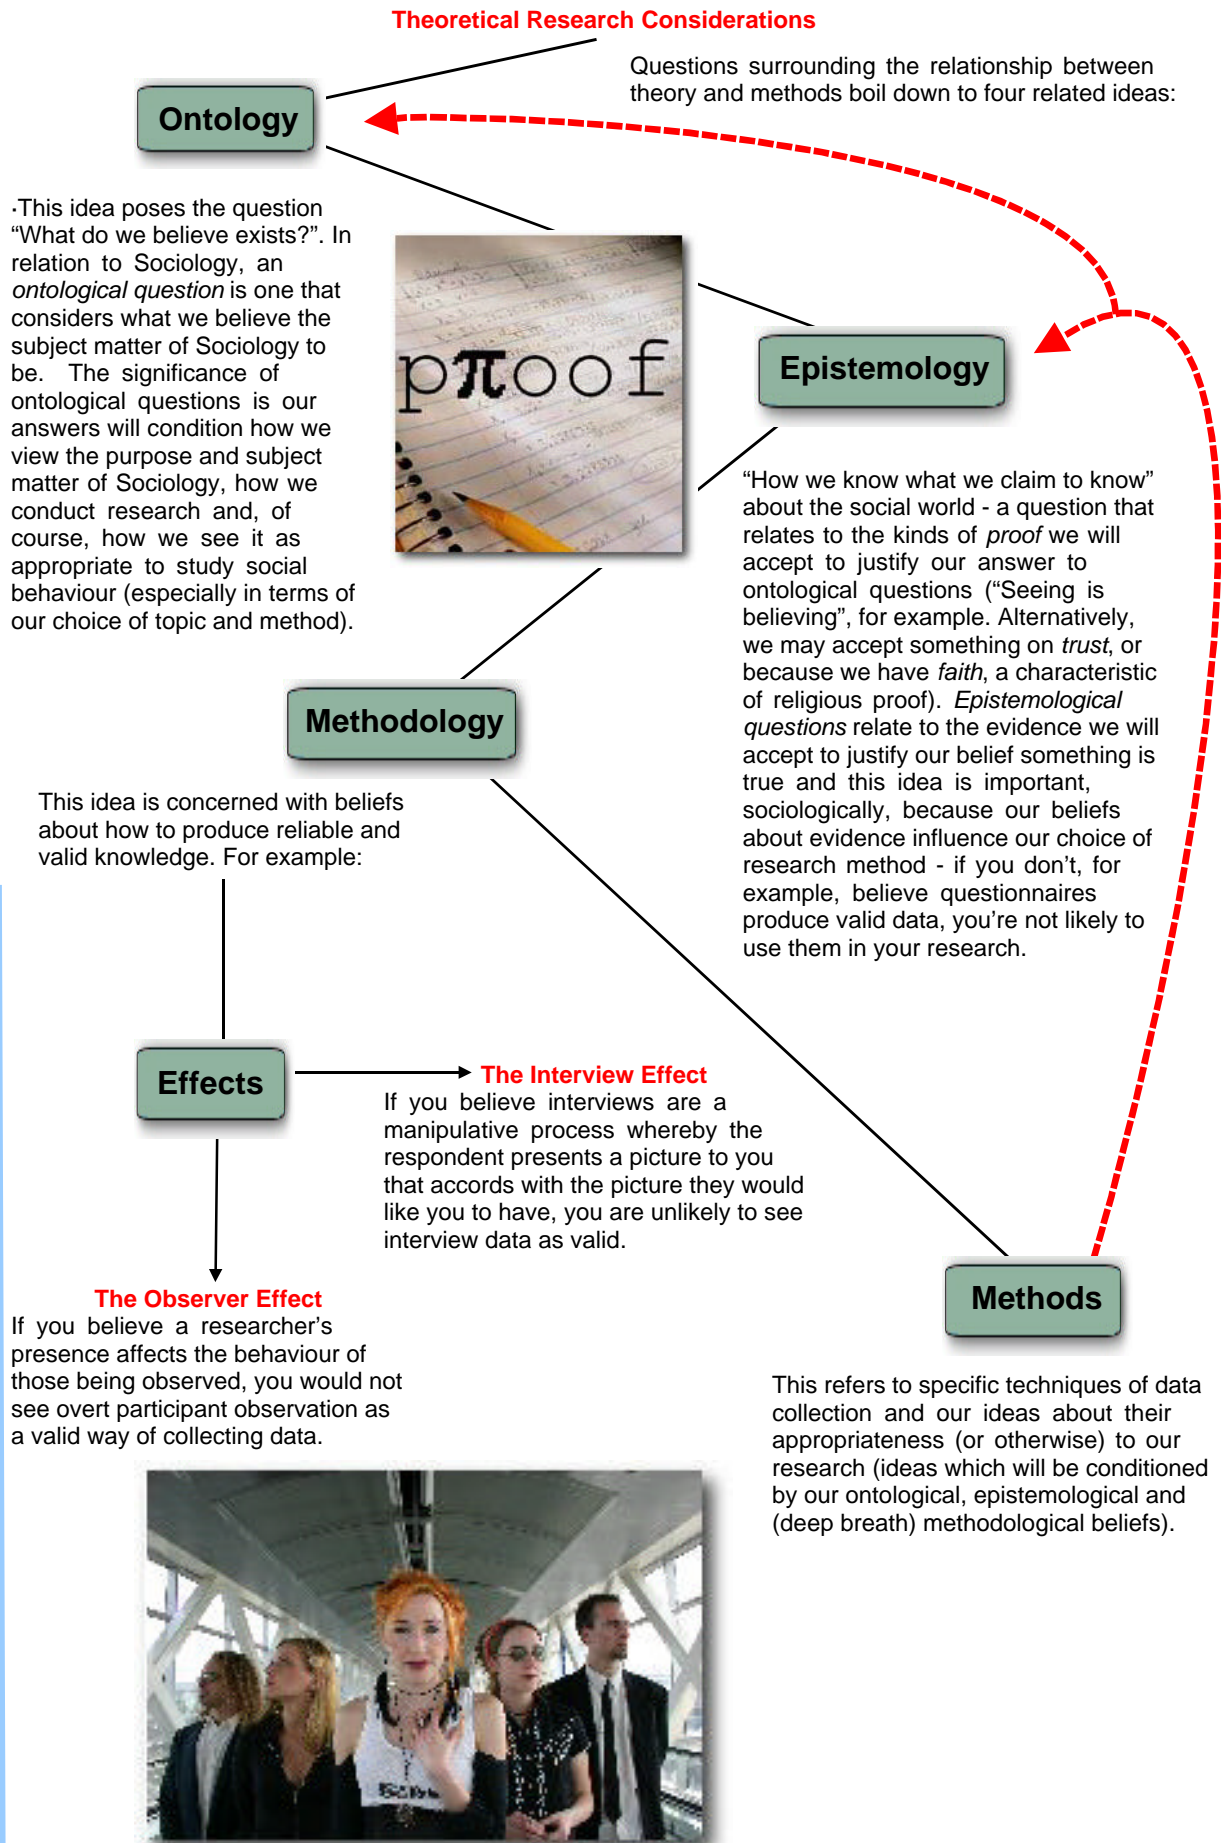 Theoretical Research Considerations
Questions surrounding the relationship between
theory and methods boil down to four related ideas:
Ontology
·This idea poses the question
“What do we believe exists?”. In
relation to Sociology, an
ontological question is one that
considers what we believe the
subject matter of Sociology to
be. The significance of
ontological questions is our
answers will condition how we
view the purpose and subject
matter of Sociology, how we
conduct research and, of
course, how we see it as
appropriate to study social
behaviour (especially in terms of
our choice of topic and method).
pπoof
Epistemology
“How we know what we claim to know”
about the social world - a question that
relates to the kinds of proof we will
accept to justify our answer to
ontological questions (“Seeing is
believing”, for example. Alternatively,
we may accept something on trust, or
because we have faith, a characteristic
of religious proof). Epistemological
questions relate to the evidence we will
accept to justify our belief something is
true and this idea is important,
sociologically, because our beliefs
about evidence influence our choice of
research method - if you don’t, for
example, believe questionnaires
produce valid data, you’re not likely to
use them in your research.
Methodology
This idea is concerned with beliefs
about how to produce reliable and
valid knowledge. For example:
Effects
The Interview Effect
If you believe interviews are a
manipulative process whereby the
respondent presents a picture to you
that accords with the picture they would
like you to have, you are unlikely to see
interview data as valid.
The Observer Effect
If you believe a researcher’s
presence affects the behaviour of
those being observed, you would not
see overt participant observation as
a valid way of collecting data.
Methods
This refers to specific techniques of data
collection and our ideas about their
appropriateness (or otherwise) to our
research (ideas which will be conditioned
by our ontological, epistemological and
(deep breath) methodological beliefs).